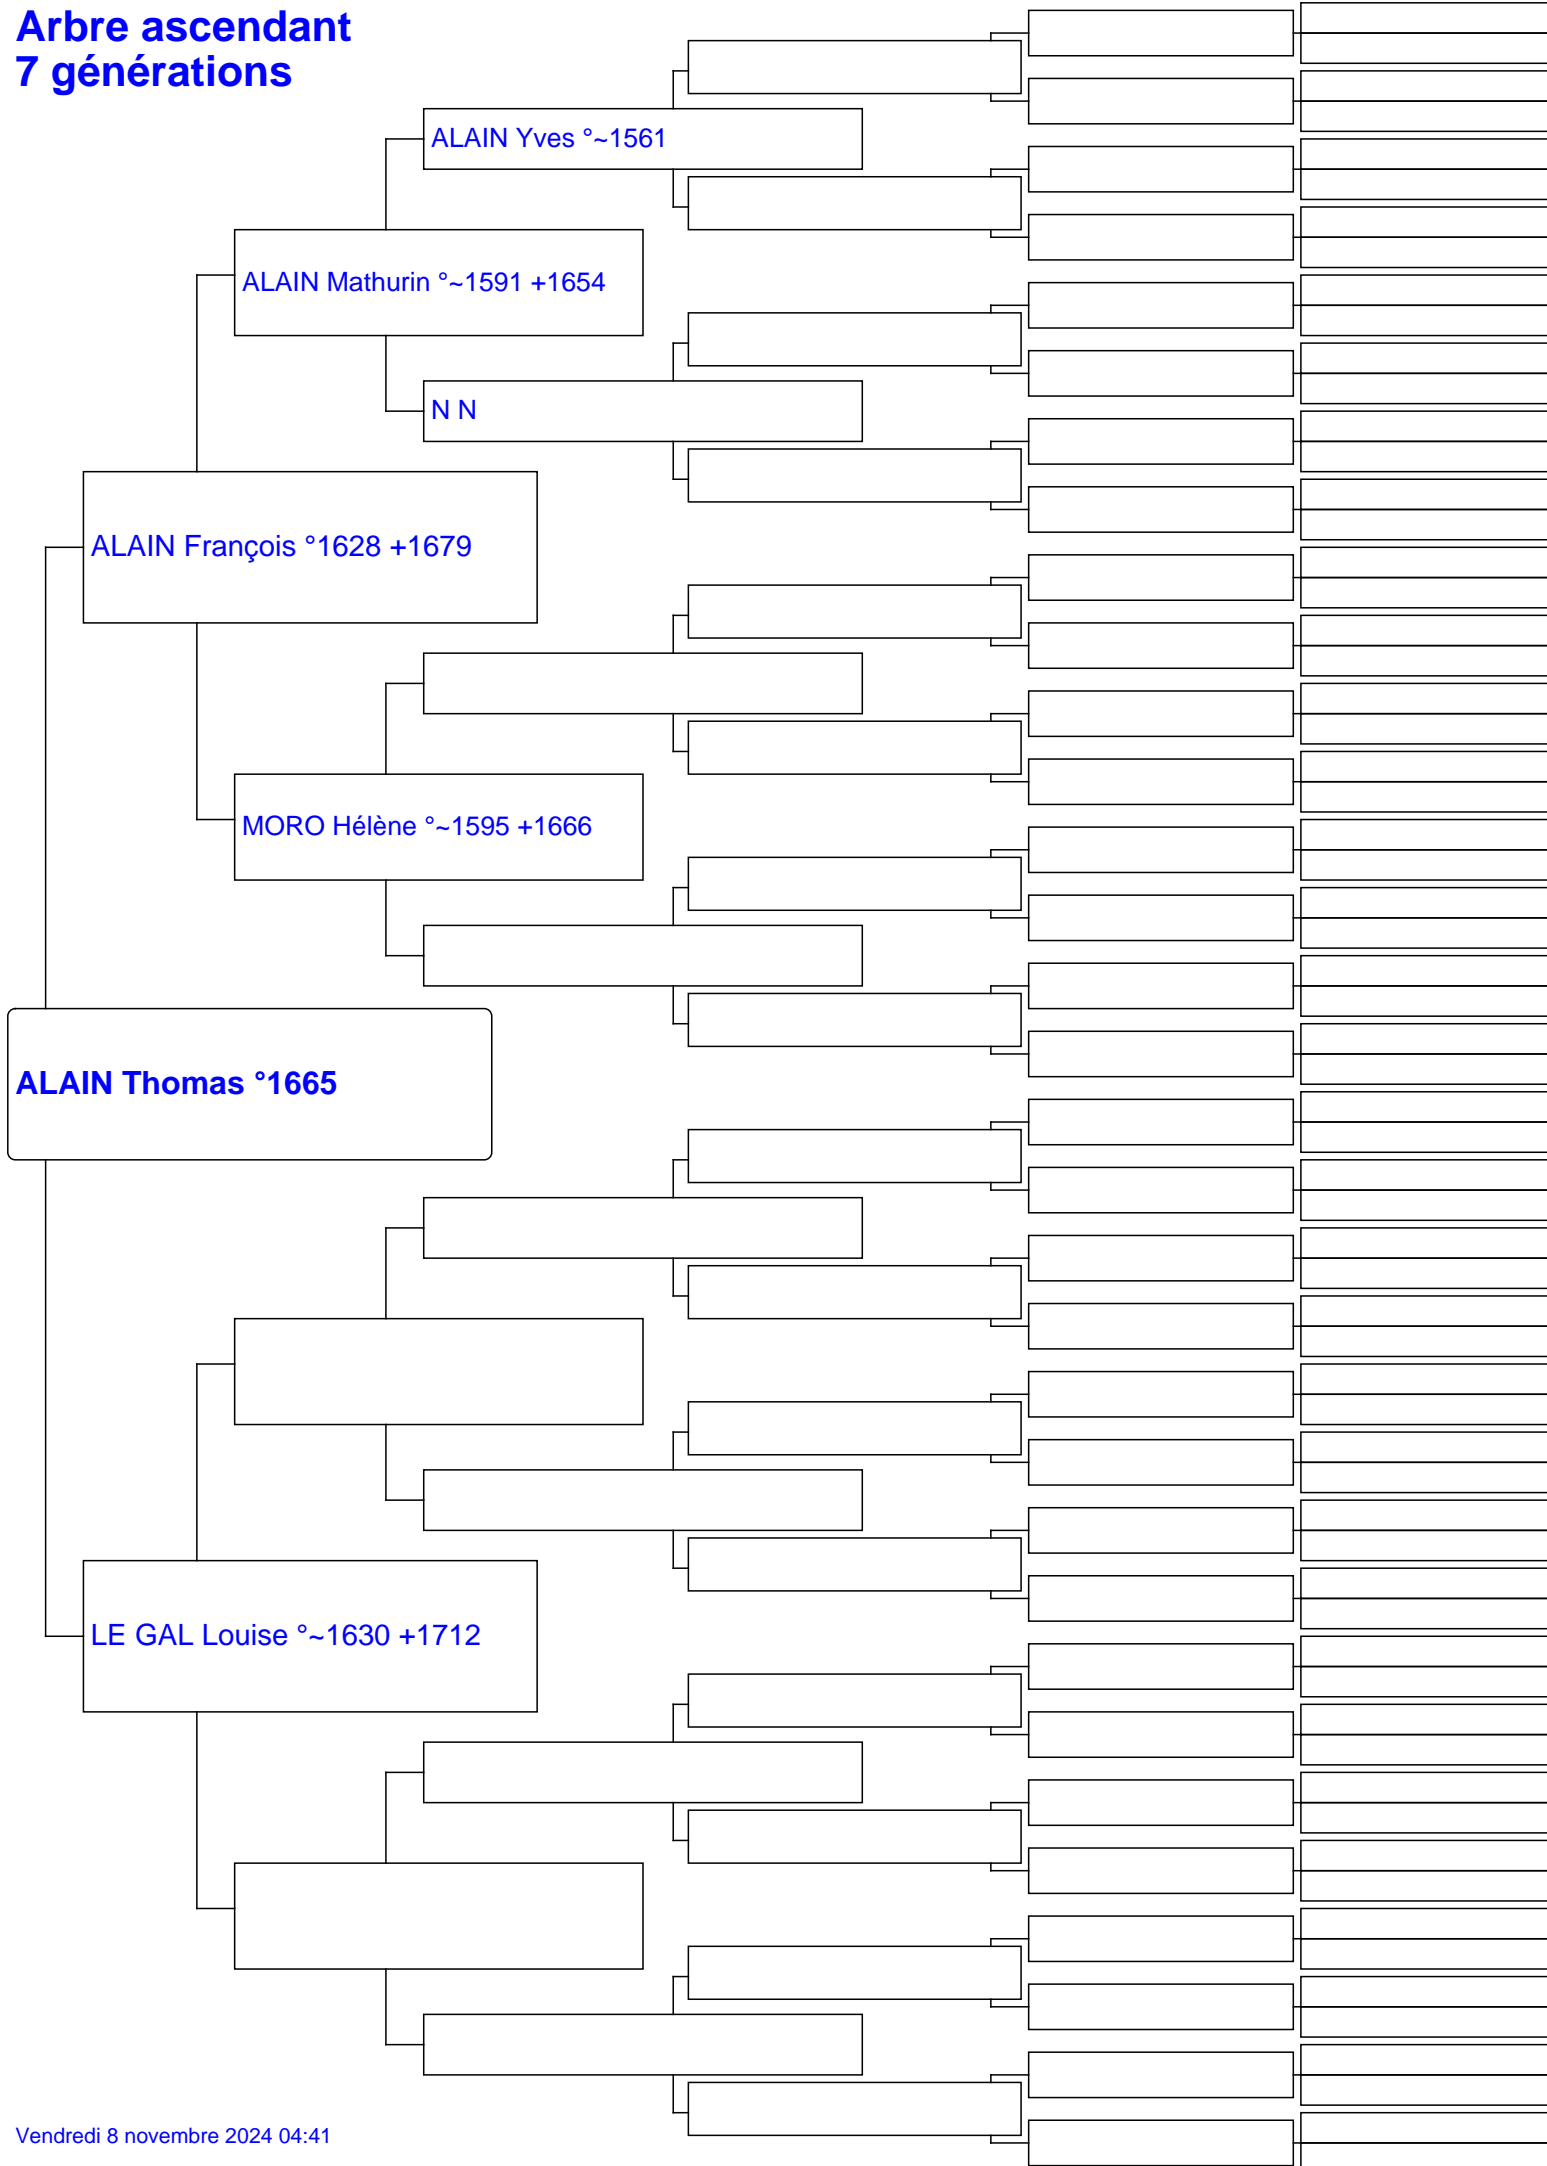 Arbre ascendant
7 générations
ALAIN Yves °~1561
ALAIN Mathurin °~1591 +1654
N N
ALAIN François °1628 +1679
MORO Hélène °~1595 +1666
ALAIN Thomas °1665
LE GAL Louise °~1630 +1712
Vendredi 8 novembre 2024 04:41